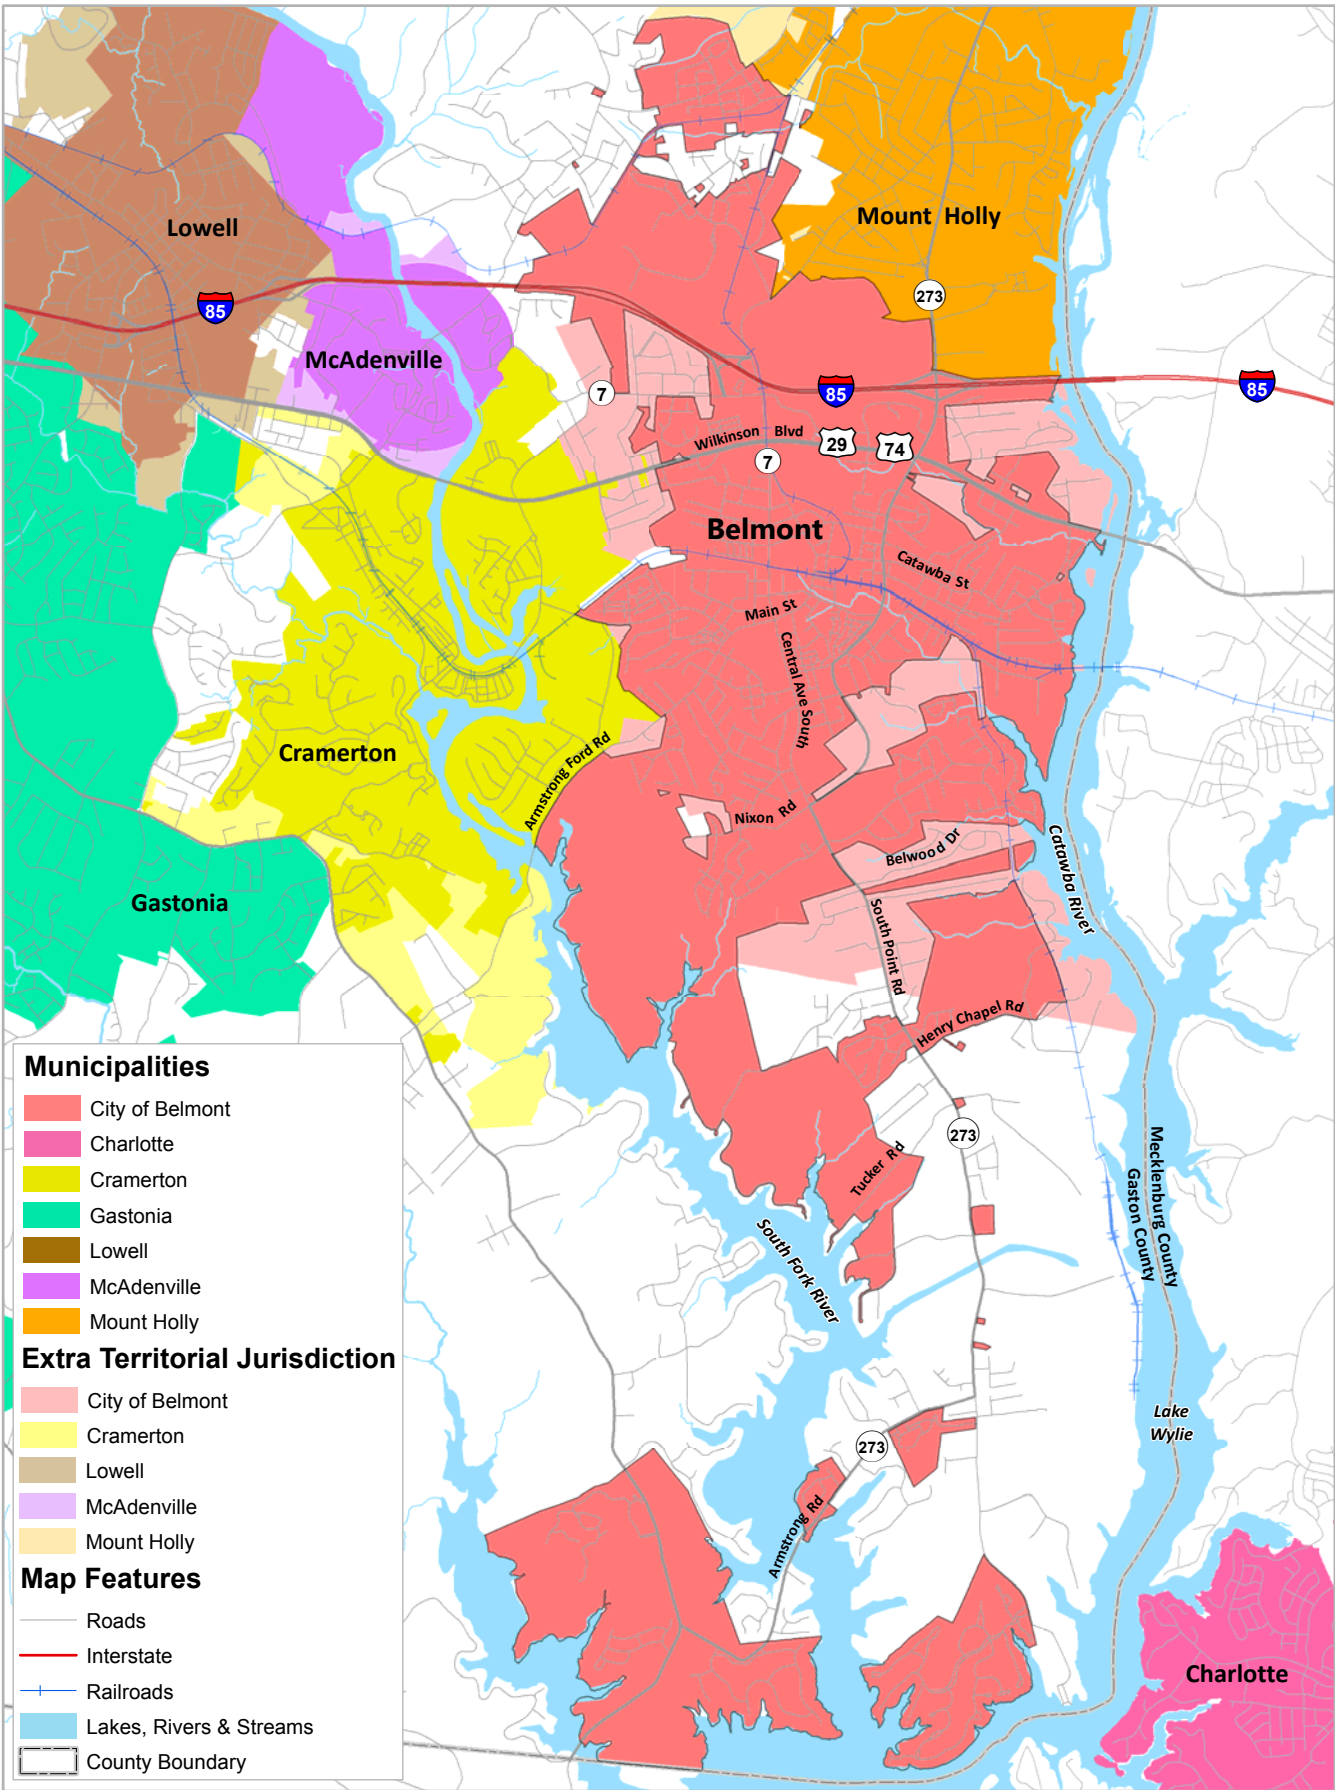 Lowell
Mount Holly
273
85
McAdenville
7
85
85
Wilkinson Blvd
29
74
7
Belmont
Catawba St
Main St
Central Ave South
Cramerton
Armstrong Ford Rd
Nixon Rd
Belwood Dr
Catawba River
Gastonia
South Point Rd
Henry Chapel Rd
273
Tucker Rd
Mecklenburg County
Gaston County
South Fork River
Lake
Wylie
273
Armstrong Rd
Charlotte
Municipalities
City of Belmont
Charlotte
Cramerton
Gastonia
Lowell
McAdenville
Mount Holly
Extra Territorial Jurisdiction
City of Belmont
Cramerton
Lowell
McAdenville
Mount Holly
Map Features
Roads
Interstate
Railroads
Lakes, Rivers & Streams
County Boundary